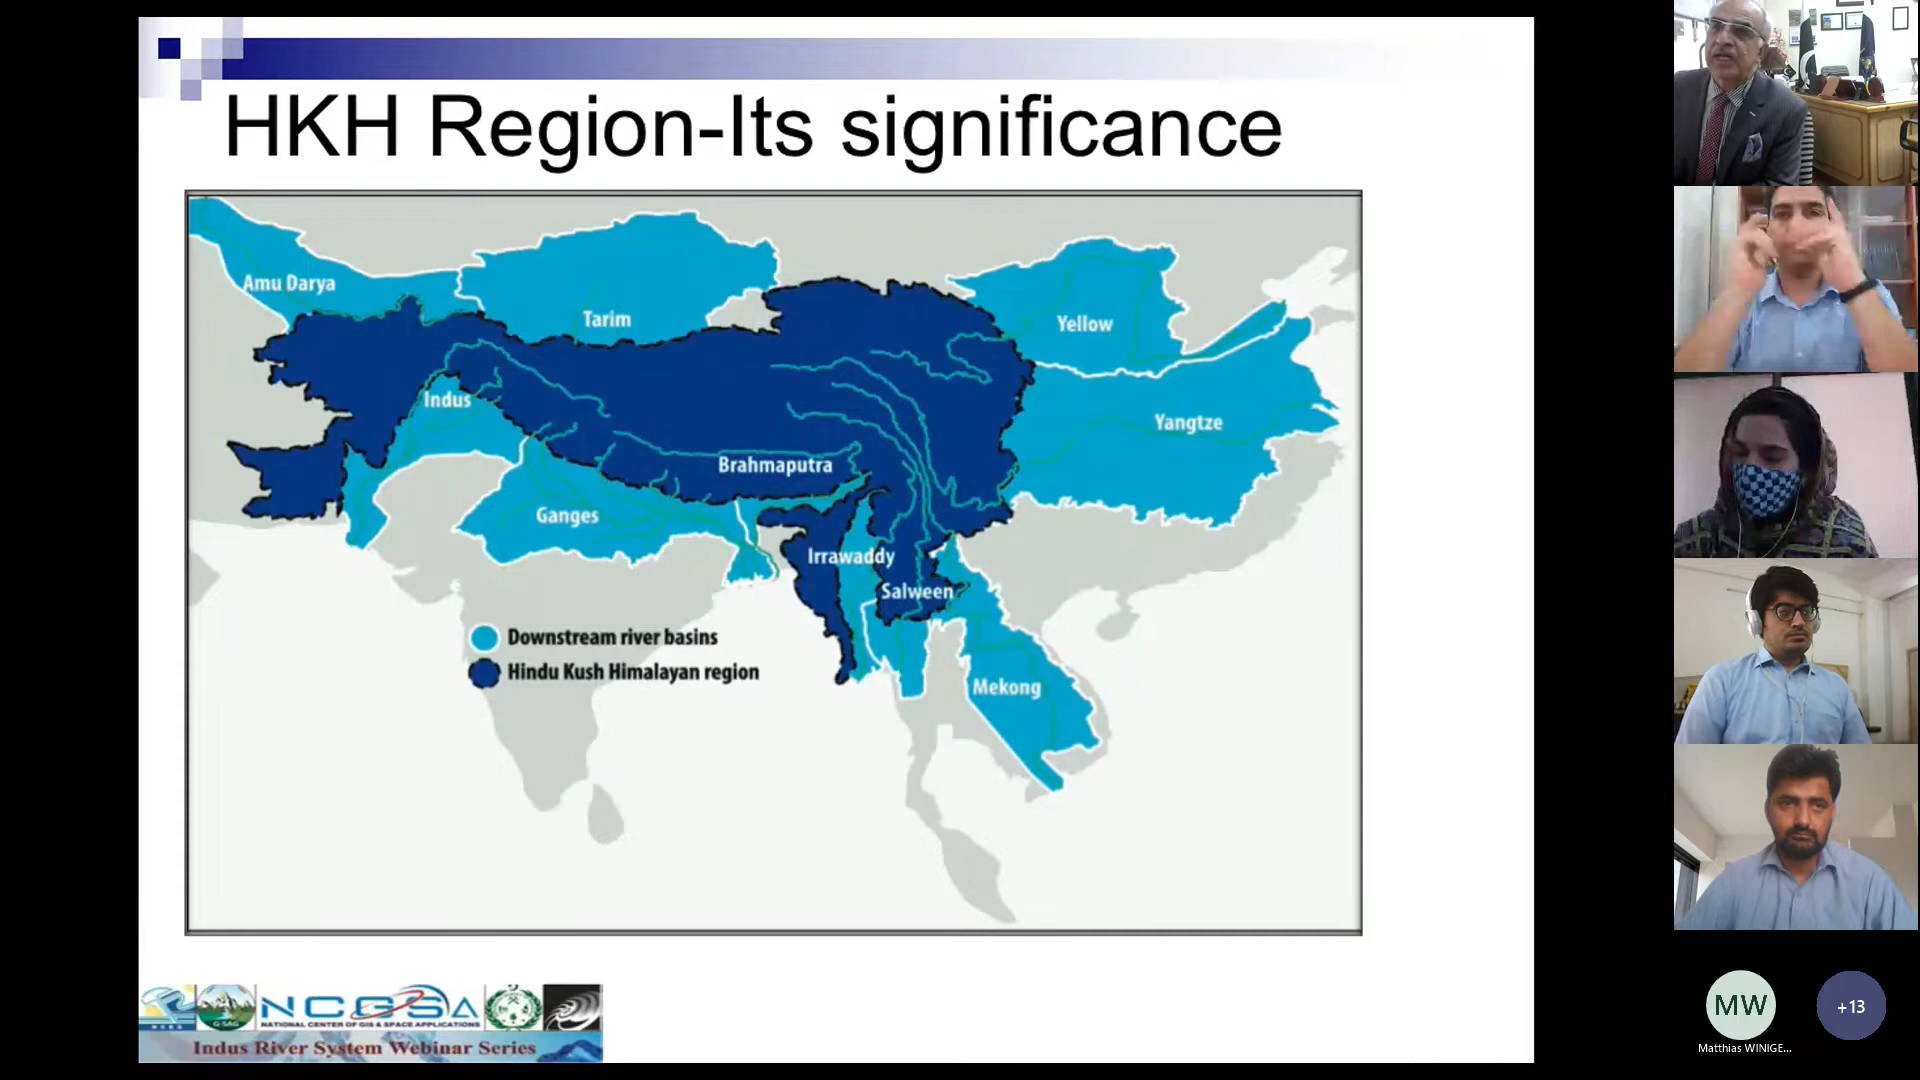 HKH Region-Its significance
Amu Darya
Tarim
Yellow
Indus
Yangtze
Brahmaputra
Ganges
Irrawaddy
Salween
Downstream river basins
Hindu Kush Himalayan region
Mekong
G-SAG
NCGSA
NATIONAL CENTER OF GIS & SPACE APPLICATIONS
Indus River System Webinar Series
MW
+13
Matthias WINIGE...